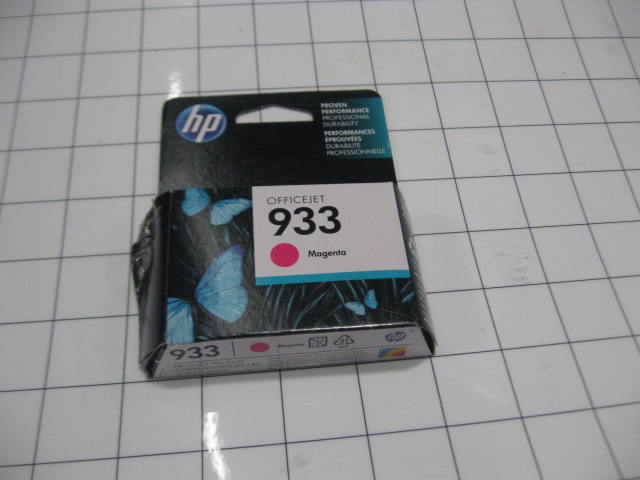 hp
PROVEN
PERFORMANCE
PROFESSIONAL
DURABILITY
PERFORMANCES
ÉPROUVÉES
DURABILITÉ
PROFESSIONNELLE
OFFICEJET
933
Magenta
933
Magenta
hp